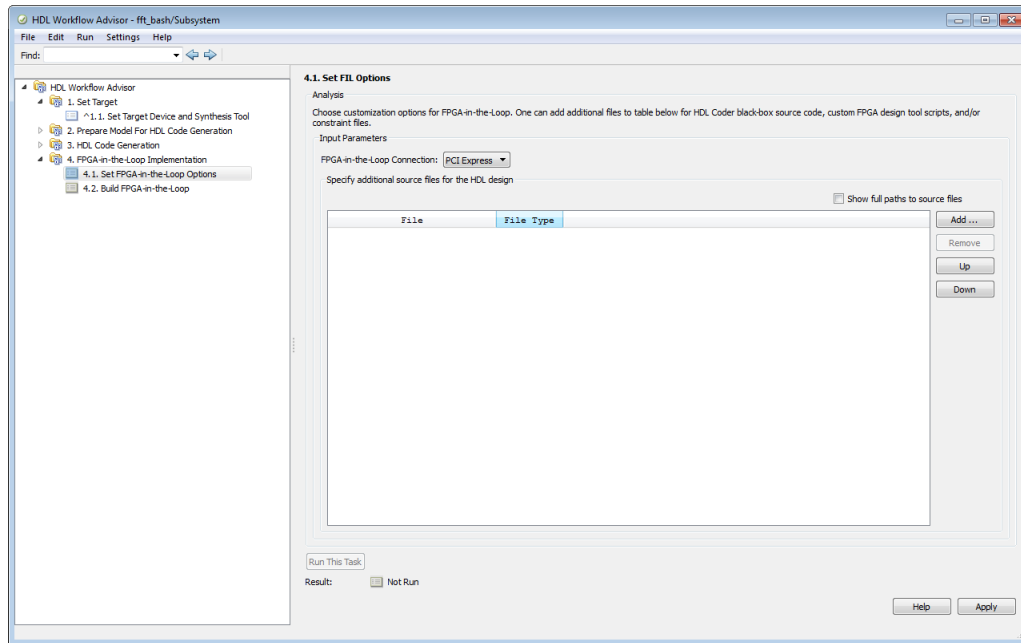 HDL Workflow Advisor - fft_bash/Subsystem
File Edit Run Settings Help
Find:
HDL Workflow Advisor
1. Set Target
^1.1. Set Target Device and Synthesis Tool
2. Prepare Model For HDL Code Generation
3. HDL Code Generation
4. FPGA-in-the-Loop Implementation
4.1. Set FPGA-in-the-Loop Options
4.2. Build FPGA-in-the-Loop
4.1. Set FIL Options
Analysis
Choose customization options for FPGA-in-the-Loop. One can add additional files to table below for HDL Coder black-box source code, custom FPGA design tool scripts, and/or
constraint files.
Input Parameters
FPGA-in-the-Loop Connection: PCI Express
Specify additional source files for the HDL design
Show full paths to source files
File File Type
Add ...
Remove
Up
Down
Run This Task
Result: Not Run
Help Apply